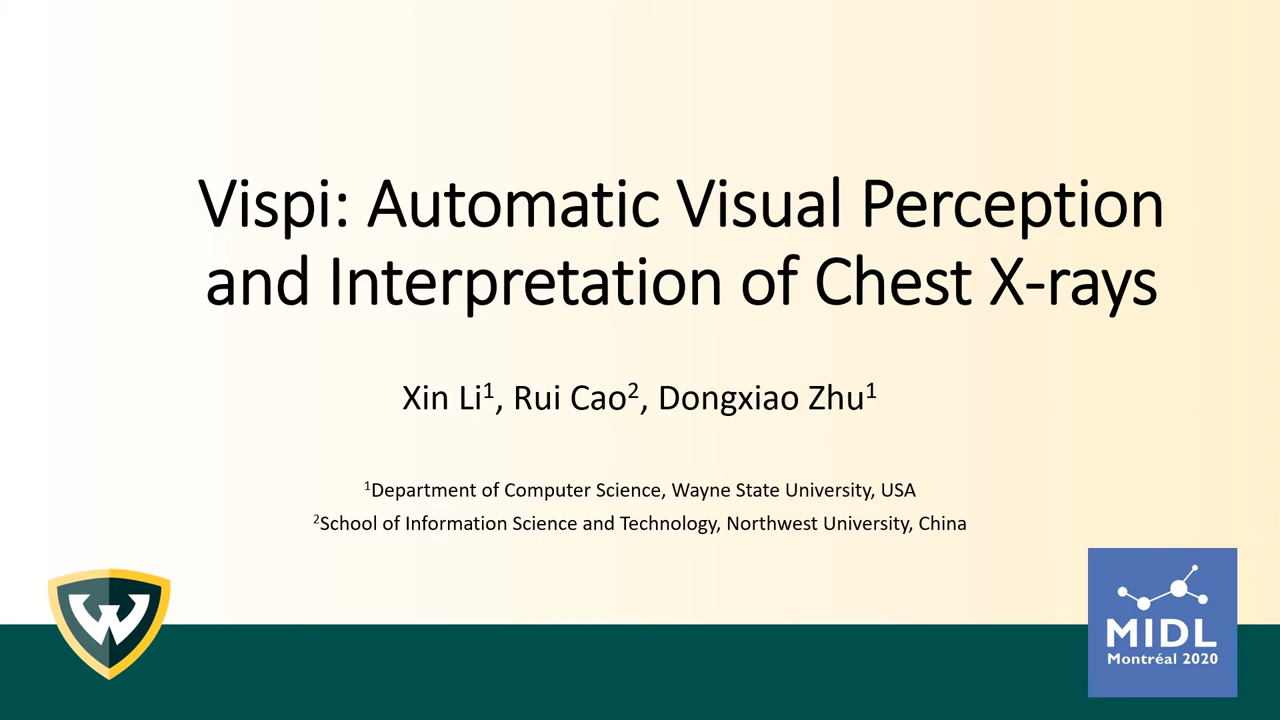 Vispi: Automatic Visual Perception
and Interpretation of Chest X-rays
Xin Li¹, Rui Cao², Dongxiao Zhu¹
¹Department of Computer Science, Wayne State University, USA
²School of Information Science and Technology, Northwest University, China
W
MIDL
Montréal 2020